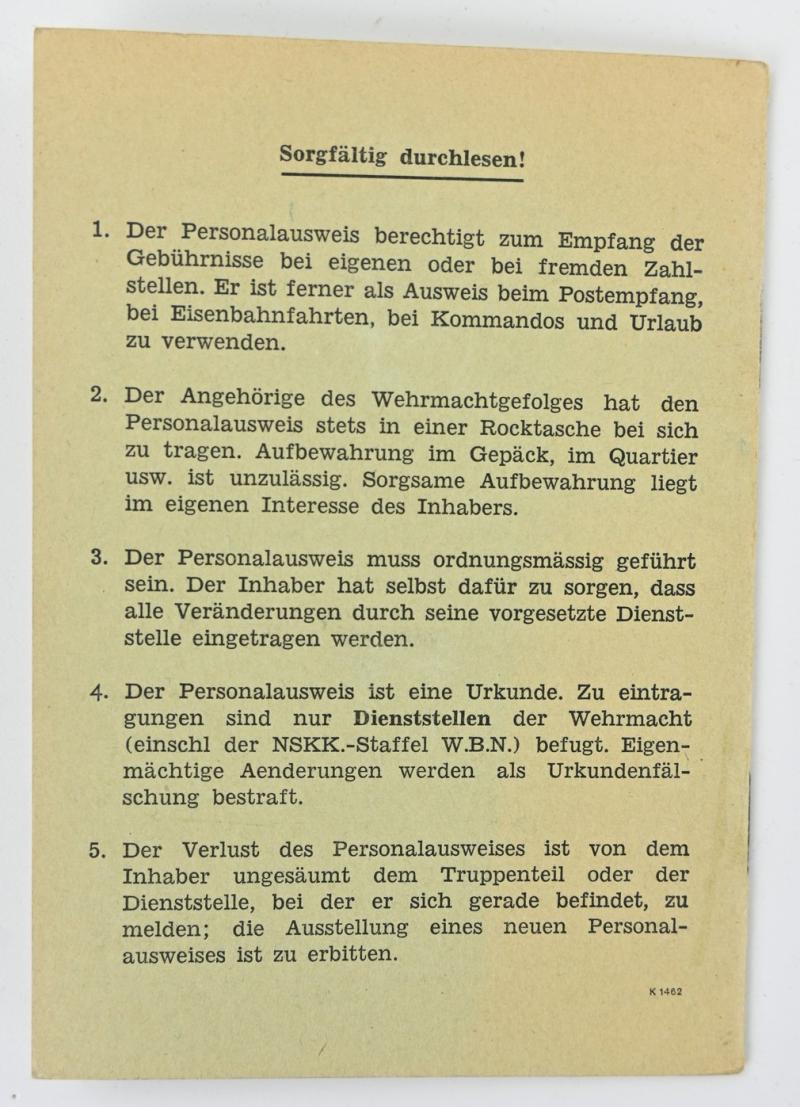 Sorgfältig durchlesen!
1. Der Personalausweis berechtigt zum Empfang der
Gebührnisse bei eigenen oder bei fremden Zahl-
stellen. Er ist ferner als Ausweis beim Postempfang,
bei Eisenbahnfahrten, bei Kommandos und Urlaub
zu verwenden.
2. Der Angehörige des Wehrmachtgefolges hat den
Personalausweis stets in einer Rocktasche bei sich
zu tragen. Aufbewahrung im Gepäck, im Quartier
usw. ist unzulässig. Sorgsame Aufbewahrung liegt
im eigenen Interesse des Inhabers.
3. Der Personalausweis muss ordnungsmässig geführt
sein. Der Inhaber hat selbst dafür zu sorgen, dass
alle Veränderungen durch seine vorgesetzte Dienst-
stelle eingetragen werden.
4. Der Personalausweis ist eine Urkunde. Zu eintra-
gungen sind nur Dienststellen der Wehrmacht
(einschl der NSKK.-Staffel W.B.N.) befugt. Eigen-
mächtige Aenderungen werden als Urkundenfäl-
schung bestraft.
5. Der Verlust des Personalausweises ist von dem
Inhaber ungesäumt dem Truppenteil oder der
Dienststelle, bei der er sich gerade befindet, zu
melden; die Ausstellung eines neuen Personal-
ausweises ist zu erbitten.
K 1462